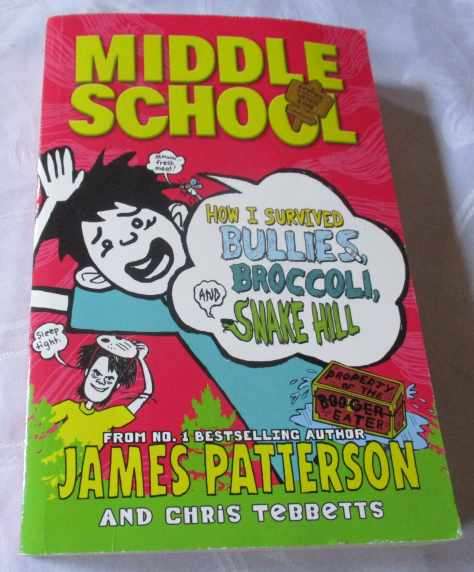 MIDDLE
SCHOOL
Mmmm
fresh
meat!
HOW I SURVIVED
BULLIES,
BROCCOLI,
AND
SNAKE HILL
Sleep
tight.
PROPERTY
OF THE
BOOGER
EATER
FROM NO. 1 BESTSELLING AUTHOR
JAMES PATTERSON
AND CHRIS TEBBETTS